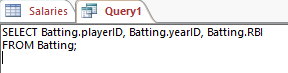 Salaries Query1
SELECT Batting.playerID, Batting.yearID, Batting.RBI
FROM Batting;